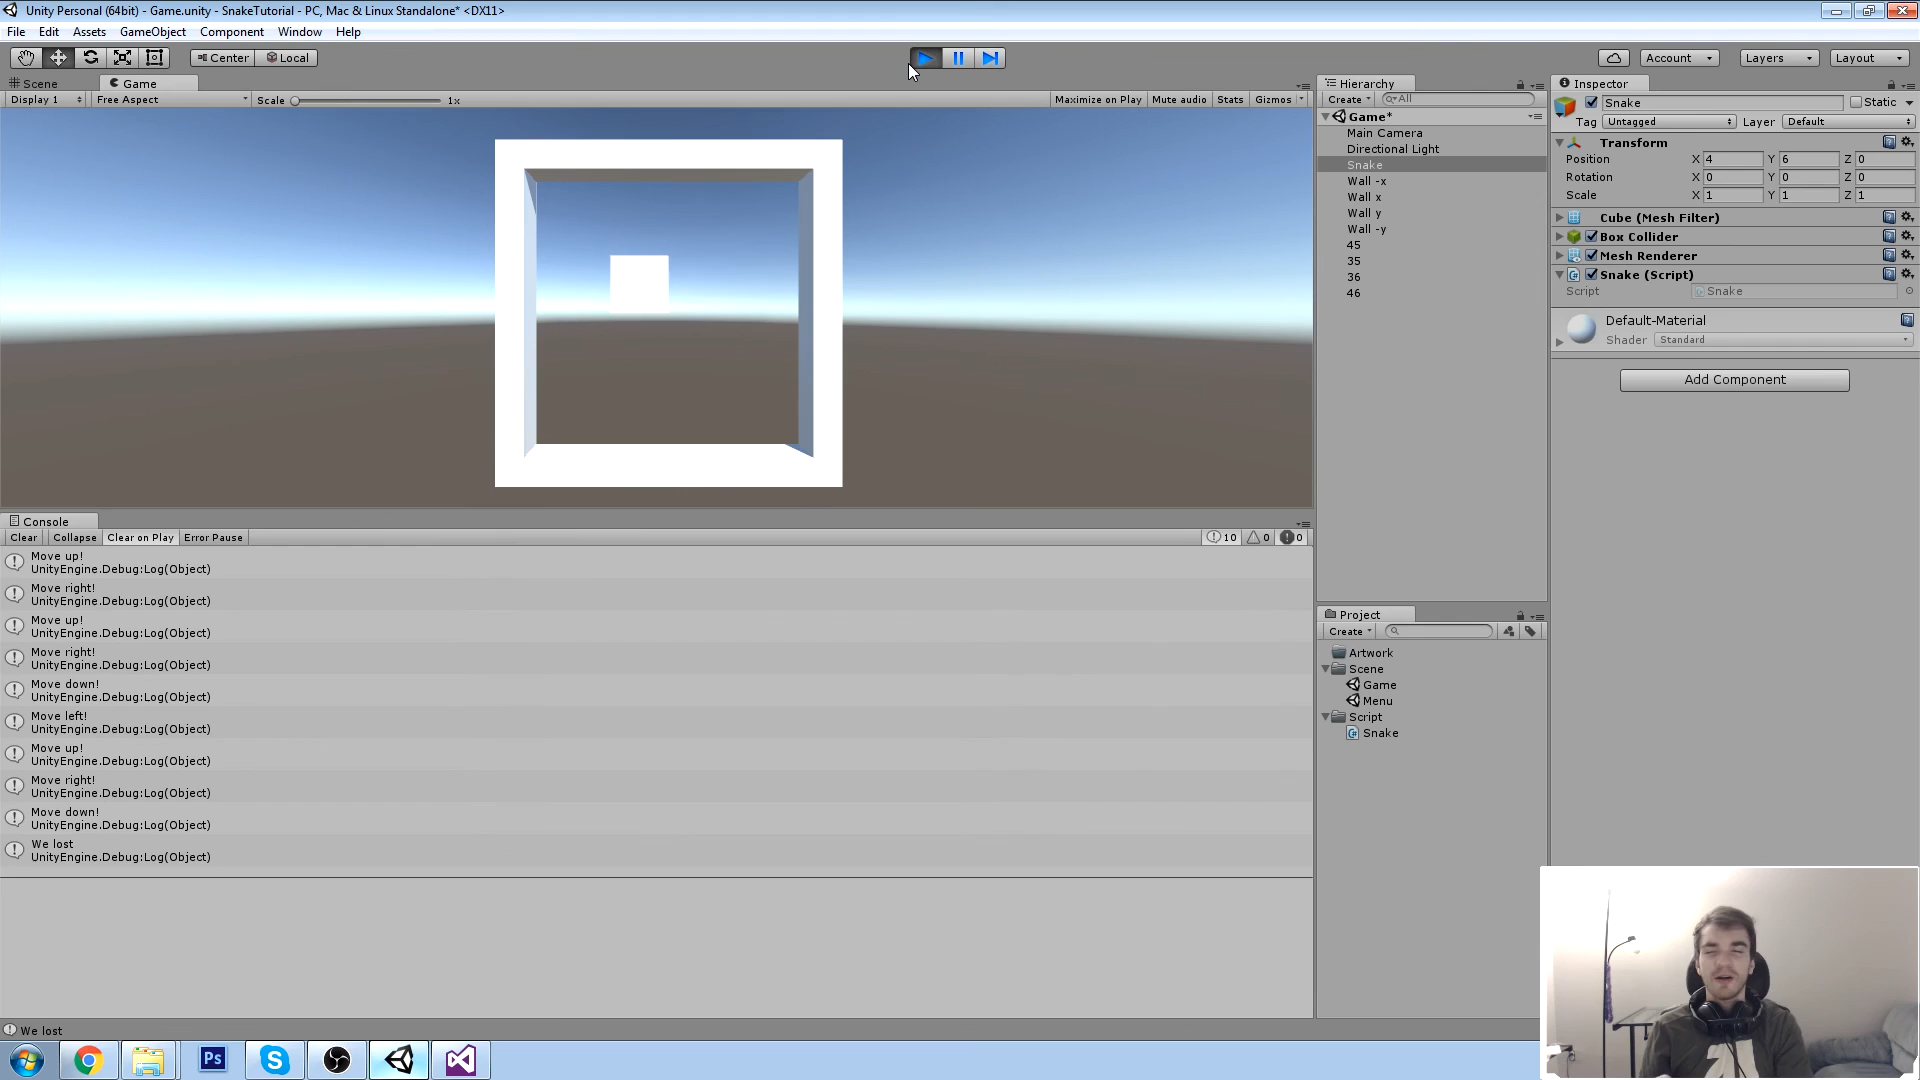 Unity Personal (64bit) - Game.unity - SnakeTutorial - PC, Mac & Linux Standalone* <DX11>
File Edit Assets GameObject Component Window Help
Center Local Account Layers Layout
Scene Game
Display 1 Free Aspect Scale 1x Maximize on Play Mute audio Stats Gizmos
Hierarchy
Create All
Game*
Main Camera
Directional Light
Snake
Wall -x
Wall x
Wall y
Wall -y
45
35
36
46
Inspector
Snake Static
Tag Untagged Layer Default
Transform
Position X 4 Y 6 Z 0
Rotation X 0 Y 0 Z 0
Scale X 1 Y 1 Z 1
Cube (Mesh Filter)
Box Collider
Mesh Renderer
Snake (Script)
Script Snake
Default-Material
Shader Standard
Add Component
Console
Clear Collapse Clear on Play Error Pause 10 0 0
Move up!
UnityEngine.Debug:Log(Object)
Move right!
UnityEngine.Debug:Log(Object)
Move up!
UnityEngine.Debug:Log(Object)
Move right!
UnityEngine.Debug:Log(Object)
Move down!
UnityEngine.Debug:Log(Object)
Move left!
UnityEngine.Debug:Log(Object)
Move up!
UnityEngine.Debug:Log(Object)
Move right!
UnityEngine.Debug:Log(Object)
Move down!
UnityEngine.Debug:Log(Object)
We lost
UnityEngine.Debug:Log(Object)
Project
Create
Artwork
Scene
Game
Menu
Script
Snake
We lost
Ps